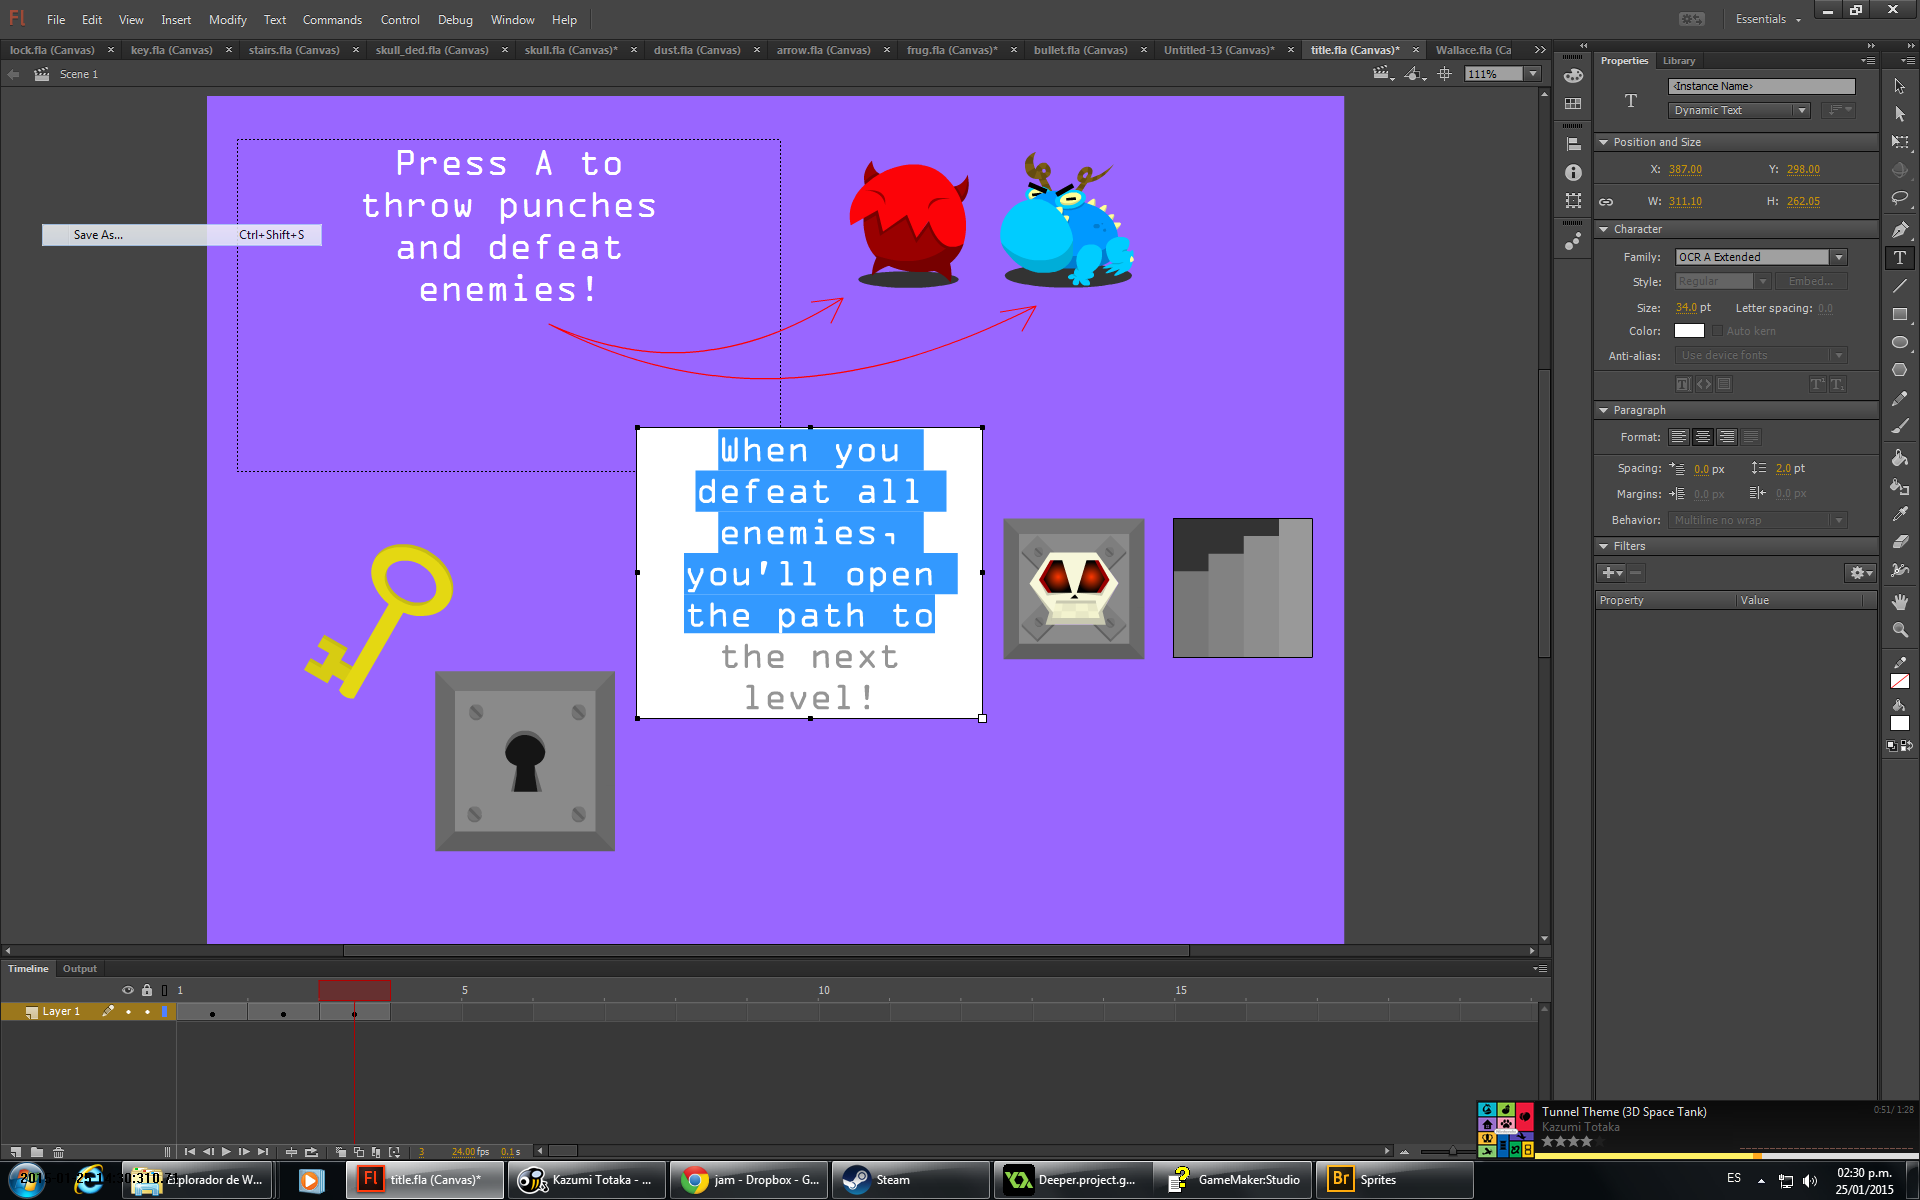 Fl File Edit View Insert Modify Text Commands Control Debug Window Help Essentials
lock.fla (Canvas) key.fla (Canvas) stairs.fla (Canvas) skull_ded.fla (Canvas) skull.fla (Canvas)* dust.fla (Canvas) arrow.fla (Canvas) frug.fla (Canvas)* bullet.fla (Canvas) Untitled-13 (Canvas)* title.fla (Canvas)* Wallace.fla (Ca
Scene 1 111%
Press A to
throw punches
and defeat
enemies!
Save As... Ctrl+Shift+S
When you
defeat all
enemies,
you'll open
the path to
the next
level!
Properties Library
T <Instance Name>
Dynamic Text
Position and Size
X: 387.00 Y: 298.00
W: 311.10 H: 262.05
Character
Family: OCR A Extended
Style: Regular Embed...
Size: 34.0 pt Letter spacing: 0.0
Color: Auto kern
Anti-alias: Use device fonts
Paragraph
Format:
Spacing: 0.0 px 2.0 pt
Margins: 0.0 px 0.0 px
Behavior: Multiline no wrap
Filters
Property Value
Timeline Output
1 5 10 15
Layer 1
3 24.00 fps 0.1 s
Tunnel Theme (3D Space Tank) 0:51/ 1:28
Kazumi Totaka
Explorador de W... title.fla (Canvas)* Kazumi Totaka - ... jam - Dropbox - G... Steam Deeper.project.g... GameMaker:Studio Br Sprites ES 02:30 p.m.
25/01/2015